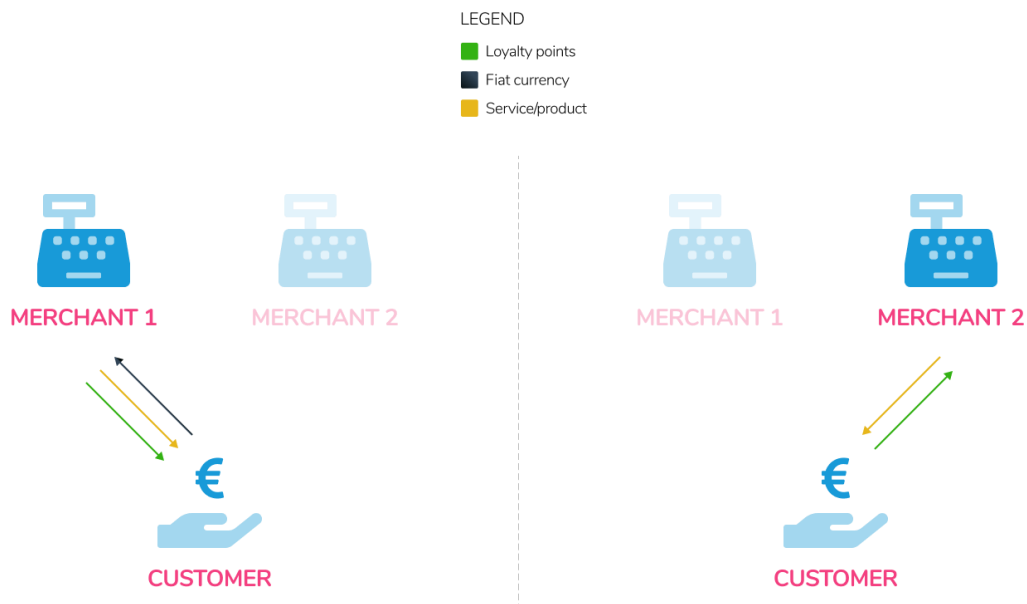 LEGEND
Loyalty points
Fiat currency
Service/product
MERCHANT 1
MERCHANT 2
MERCHANT 1
MERCHANT 2
€
€
CUSTOMER
CUSTOMER